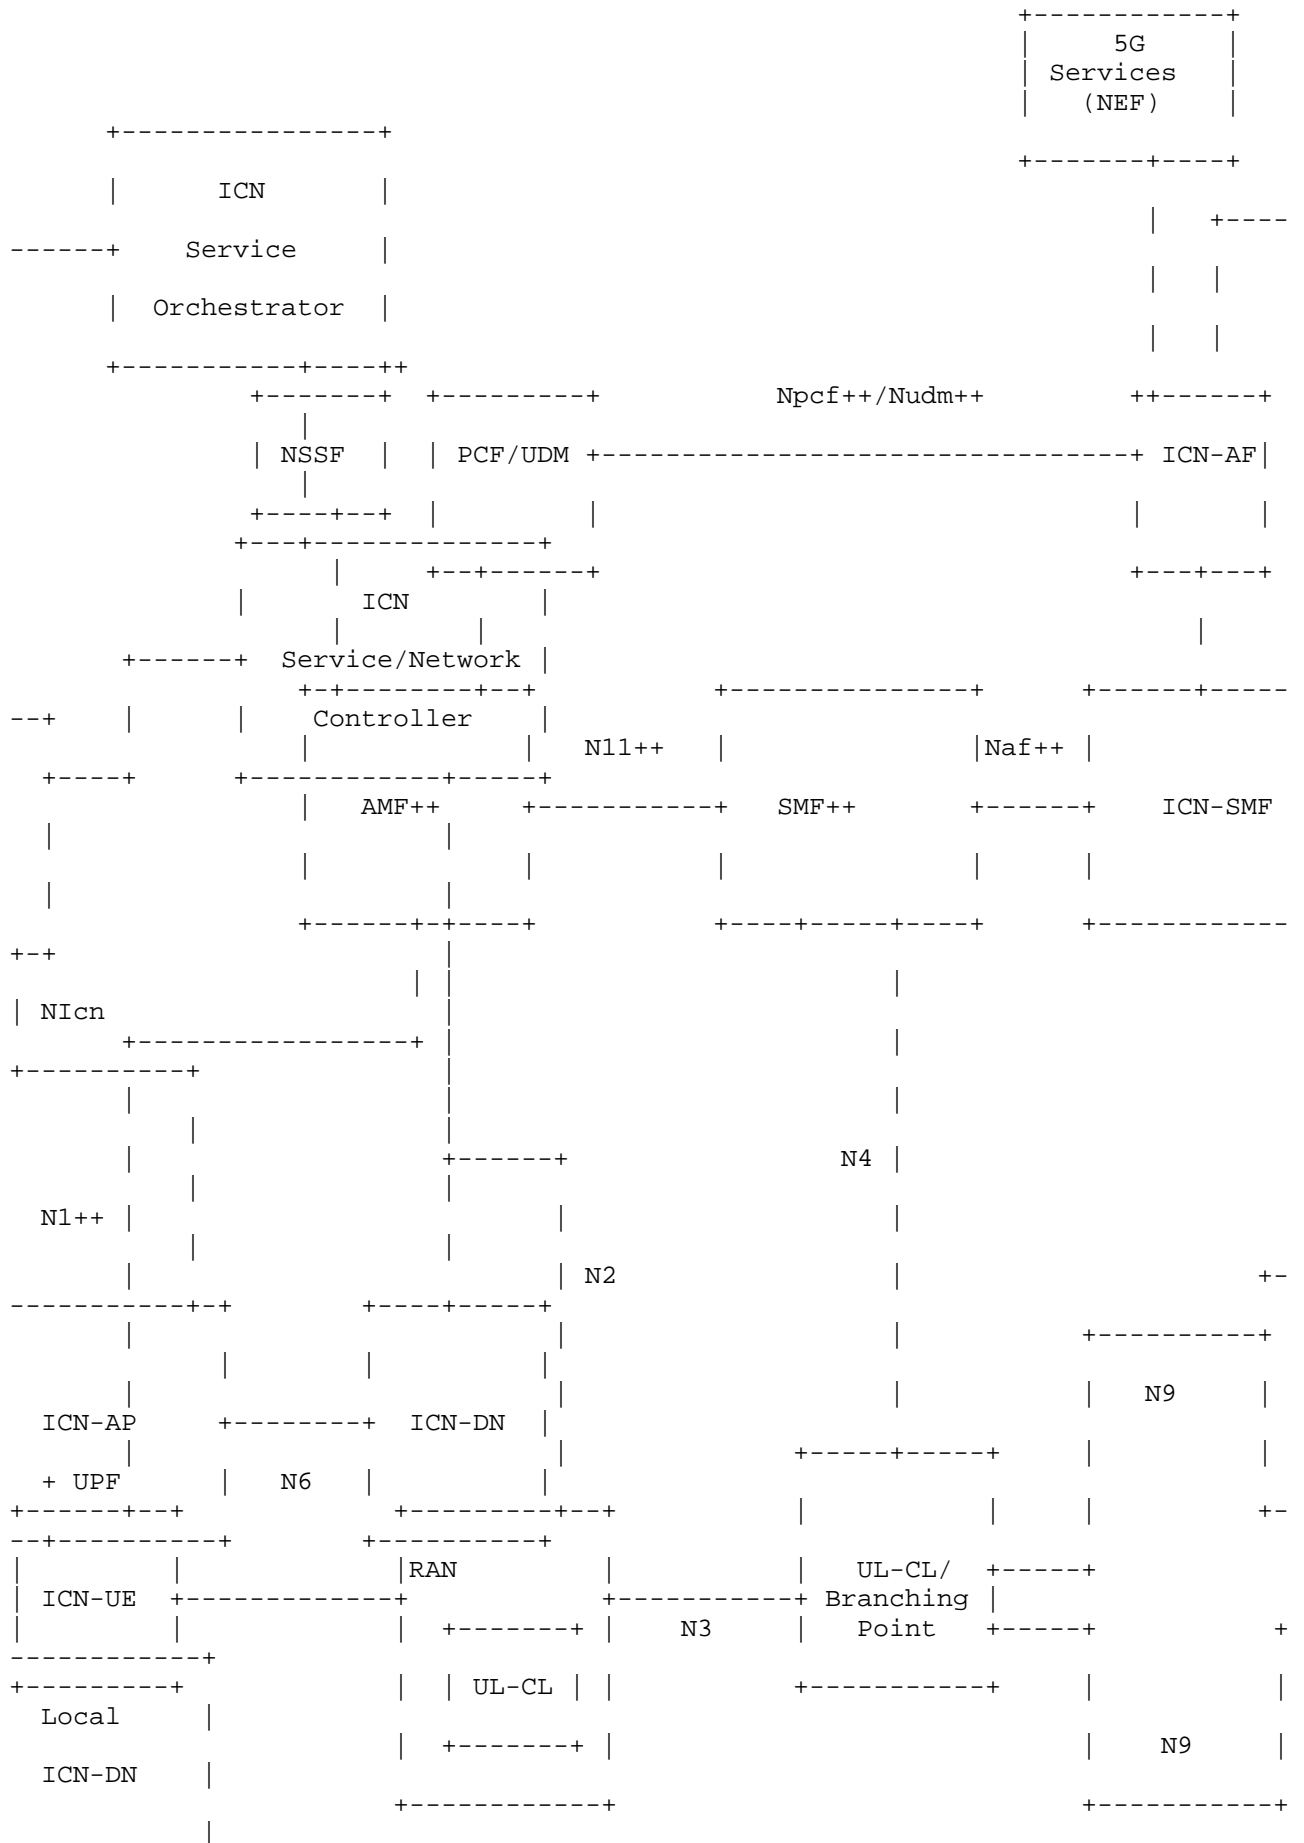 5G
Services
(NEF)
ICN
Service
Orchestrator
Npcf++/Nudm++
NSSF PCF/UDM ICN-AF
ICN
Service/Network
Controller
N11++ Naf++
AMF++ SMF++ ICN-SMF
NIcn
N4
N1++
N2
N9
ICN-AP ICN-DN
+ UPF N6
RAN UL-CL/
ICN-UE Branching
N3 Point
UL-CL
Local
N9
ICN-DN